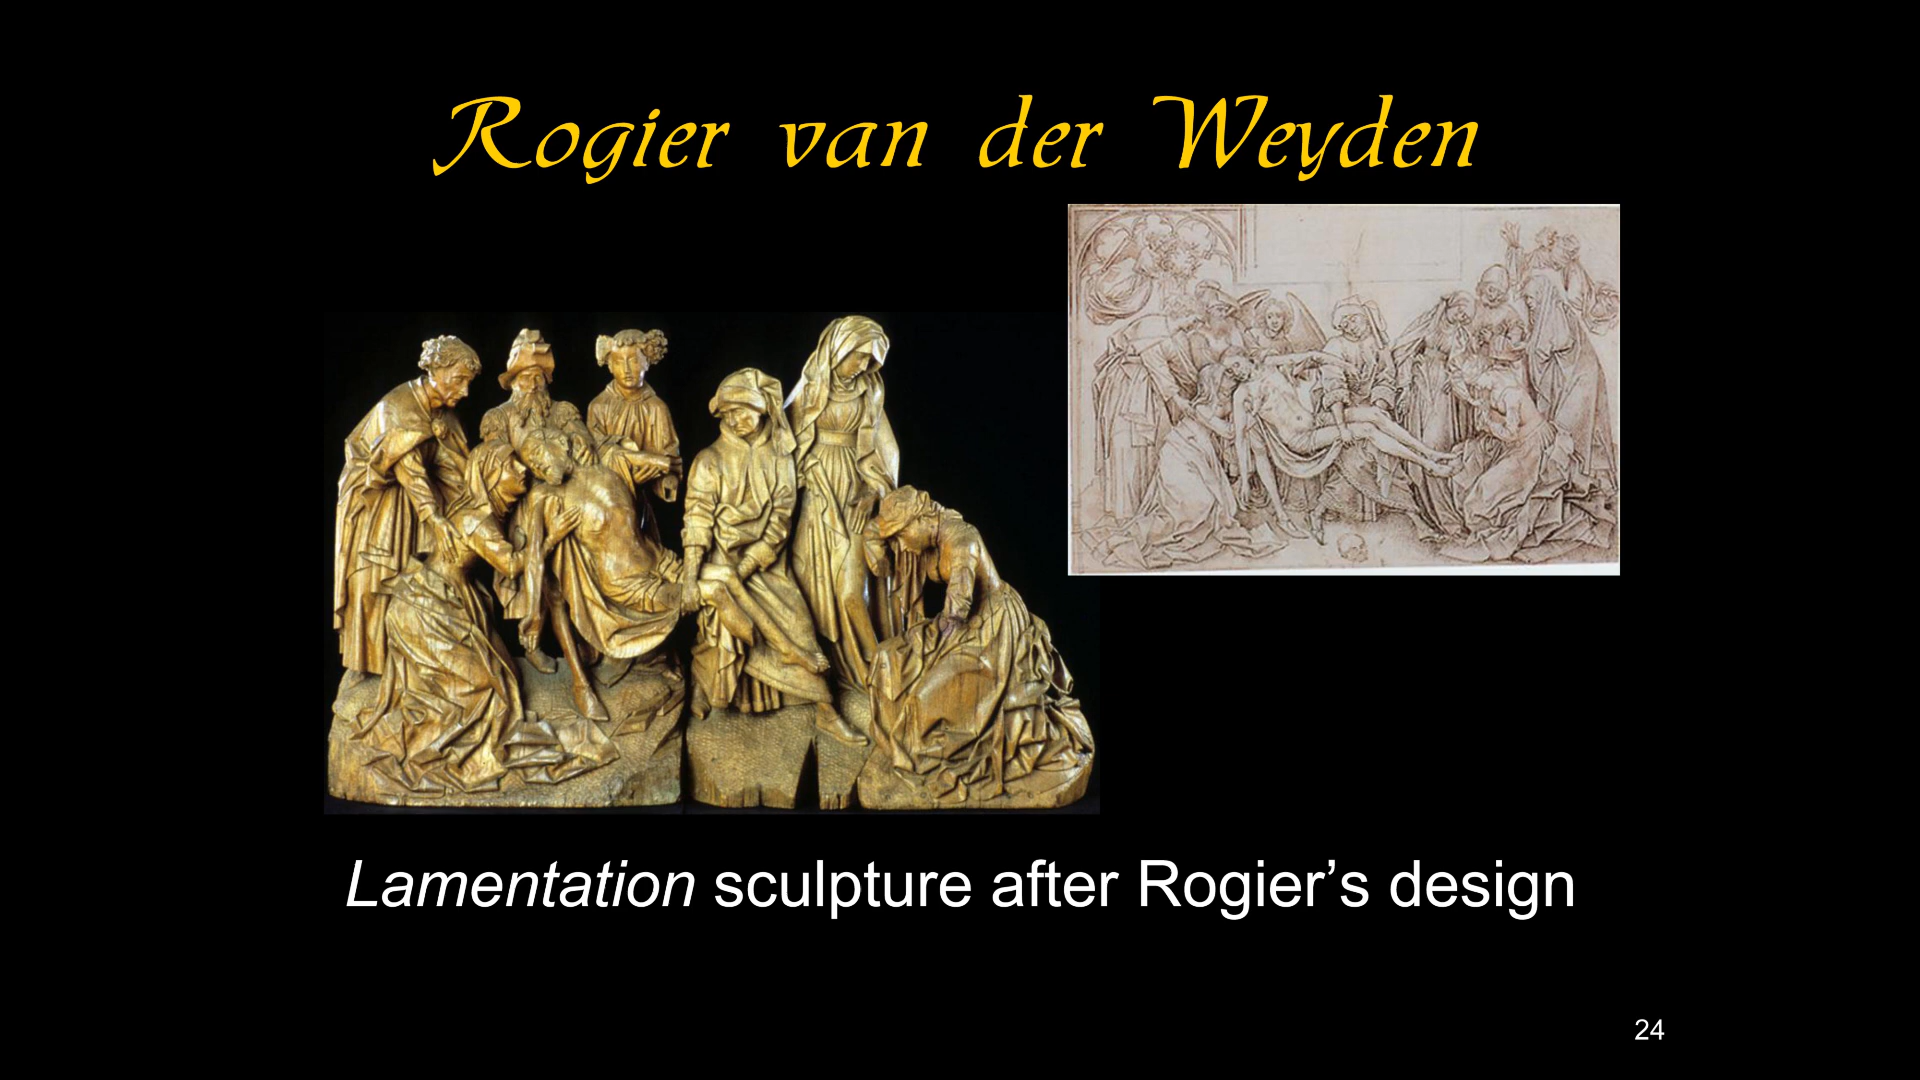 Rogier van der Weyden
Lamentation sculpture after Rogier’s design
24